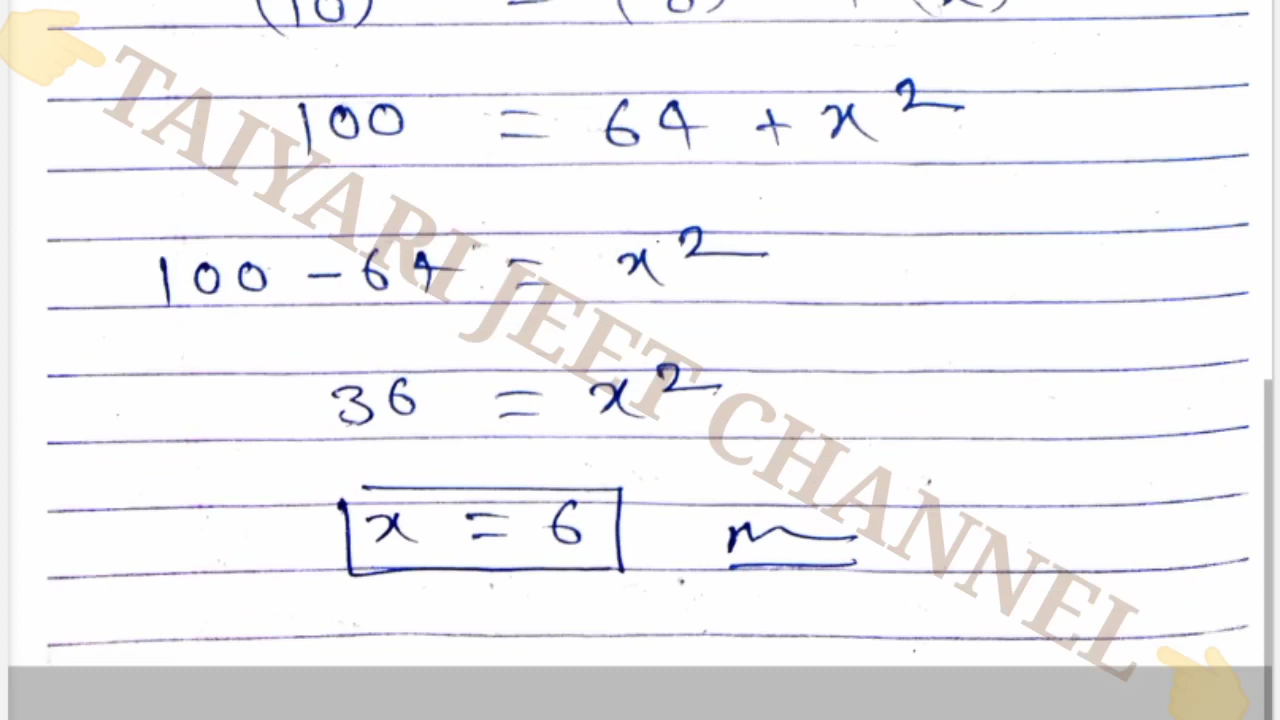 100 = 64 + x²
100 - 64 = x²
36 = x²
x = 6 m
TAIYARI JEET CHANNEL